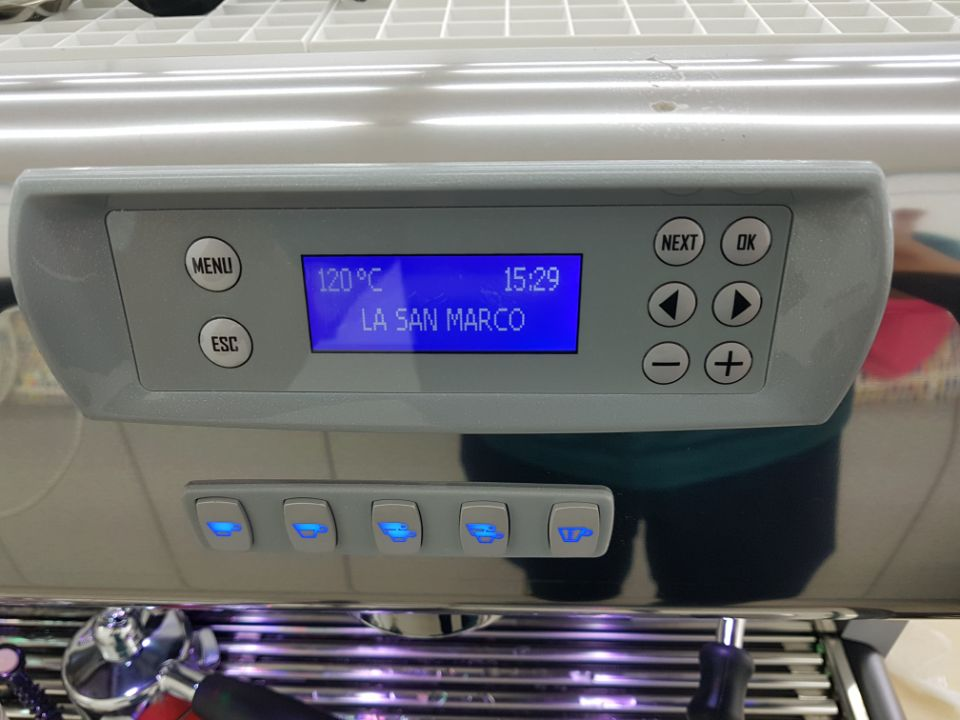 MENU
ESC
120°C 15:29
LA SAN MARCO
NEXT OK